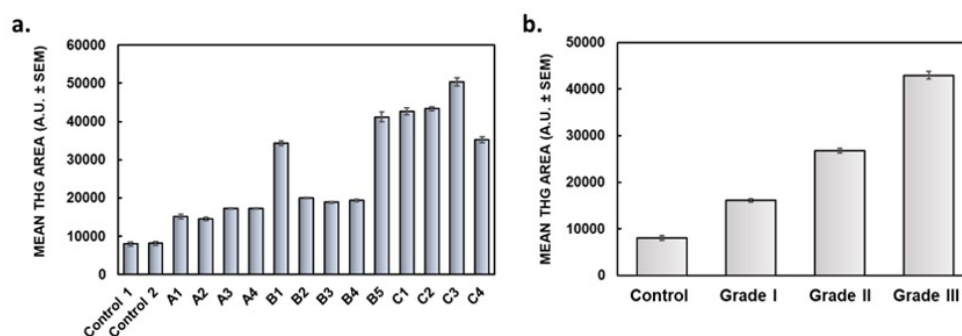 a.
MEAN THG AREA (A.U. ± SEM)
60000
50000
40000
30000
20000
10000
0
Control 1
Control 2
A1
A2
A3
A4
B1
B2
B3
B4
B5
C1
C2
C3
C4
b.
MEAN THG AREA (A.U. ± SEM)
50000
40000
30000
20000
10000
0
Control Grade I Grade II Grade III